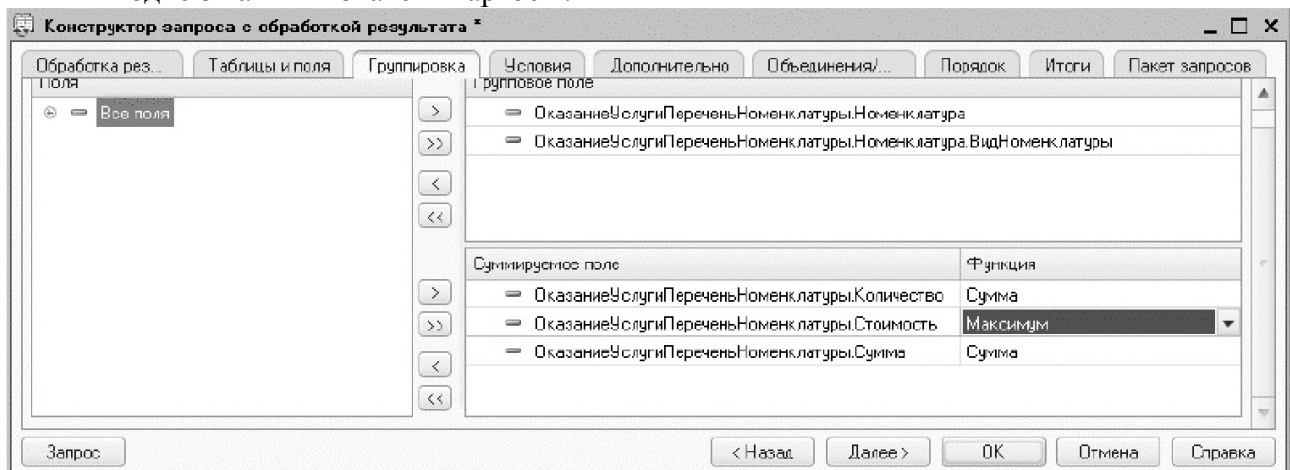 Конструктор запроса с обработкой результата *
Обработка рез... Таблицы и поля Группировка Условия Дополнительно Объединения/... Порядок Итоги Пакет запросов
Поля Групповое поле
Все поля > ОказаниеУслугиПереченьНоменклатуры.Номенклатура
>> ОказаниеУслугиПереченьНоменклатуры.Номенклатура.ВидНоменклатуры
<
<<
Суммируемое поле Функция
> ОказаниеУслугиПереченьНоменклатуры.Количество Сумма
>> ОказаниеУслугиПереченьНоменклатуры.Стоимость Максимум
ОказаниеУслугиПереченьНоменклатуры.Сумма Сумма
<
<<
Запрос < Назад Далее > OK Отмена Справка